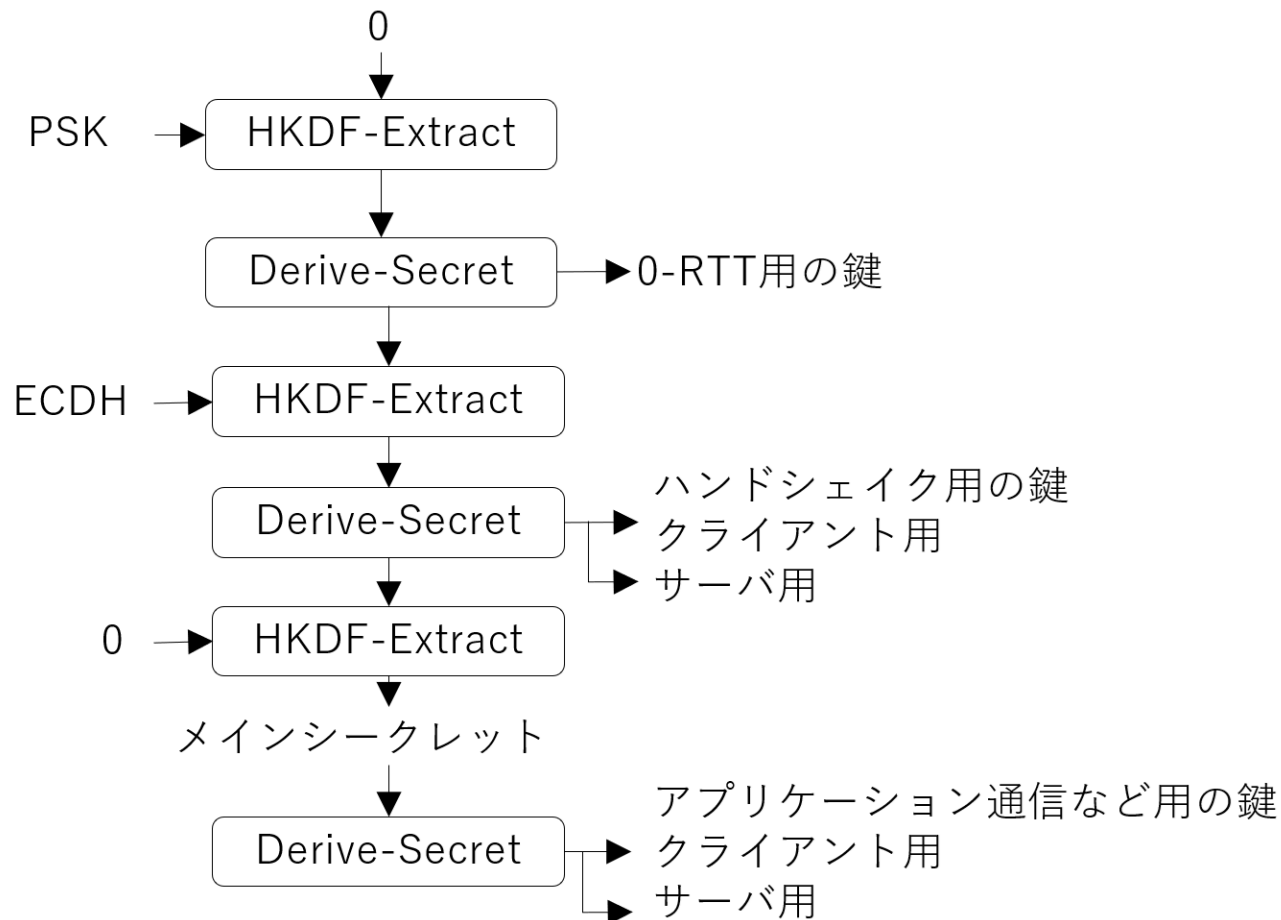 0
PSK
HKDF-Extract
Derive-Secret
0-RTT用の鍵
ECDH
HKDF-Extract
Derive-Secret
ハンドシェイク用の鍵
クライアント用
サーバ用
0
HKDF-Extract
メインシークレット
Derive-Secret
アプリケーション通信など用の鍵
クライアント用
サーバ用